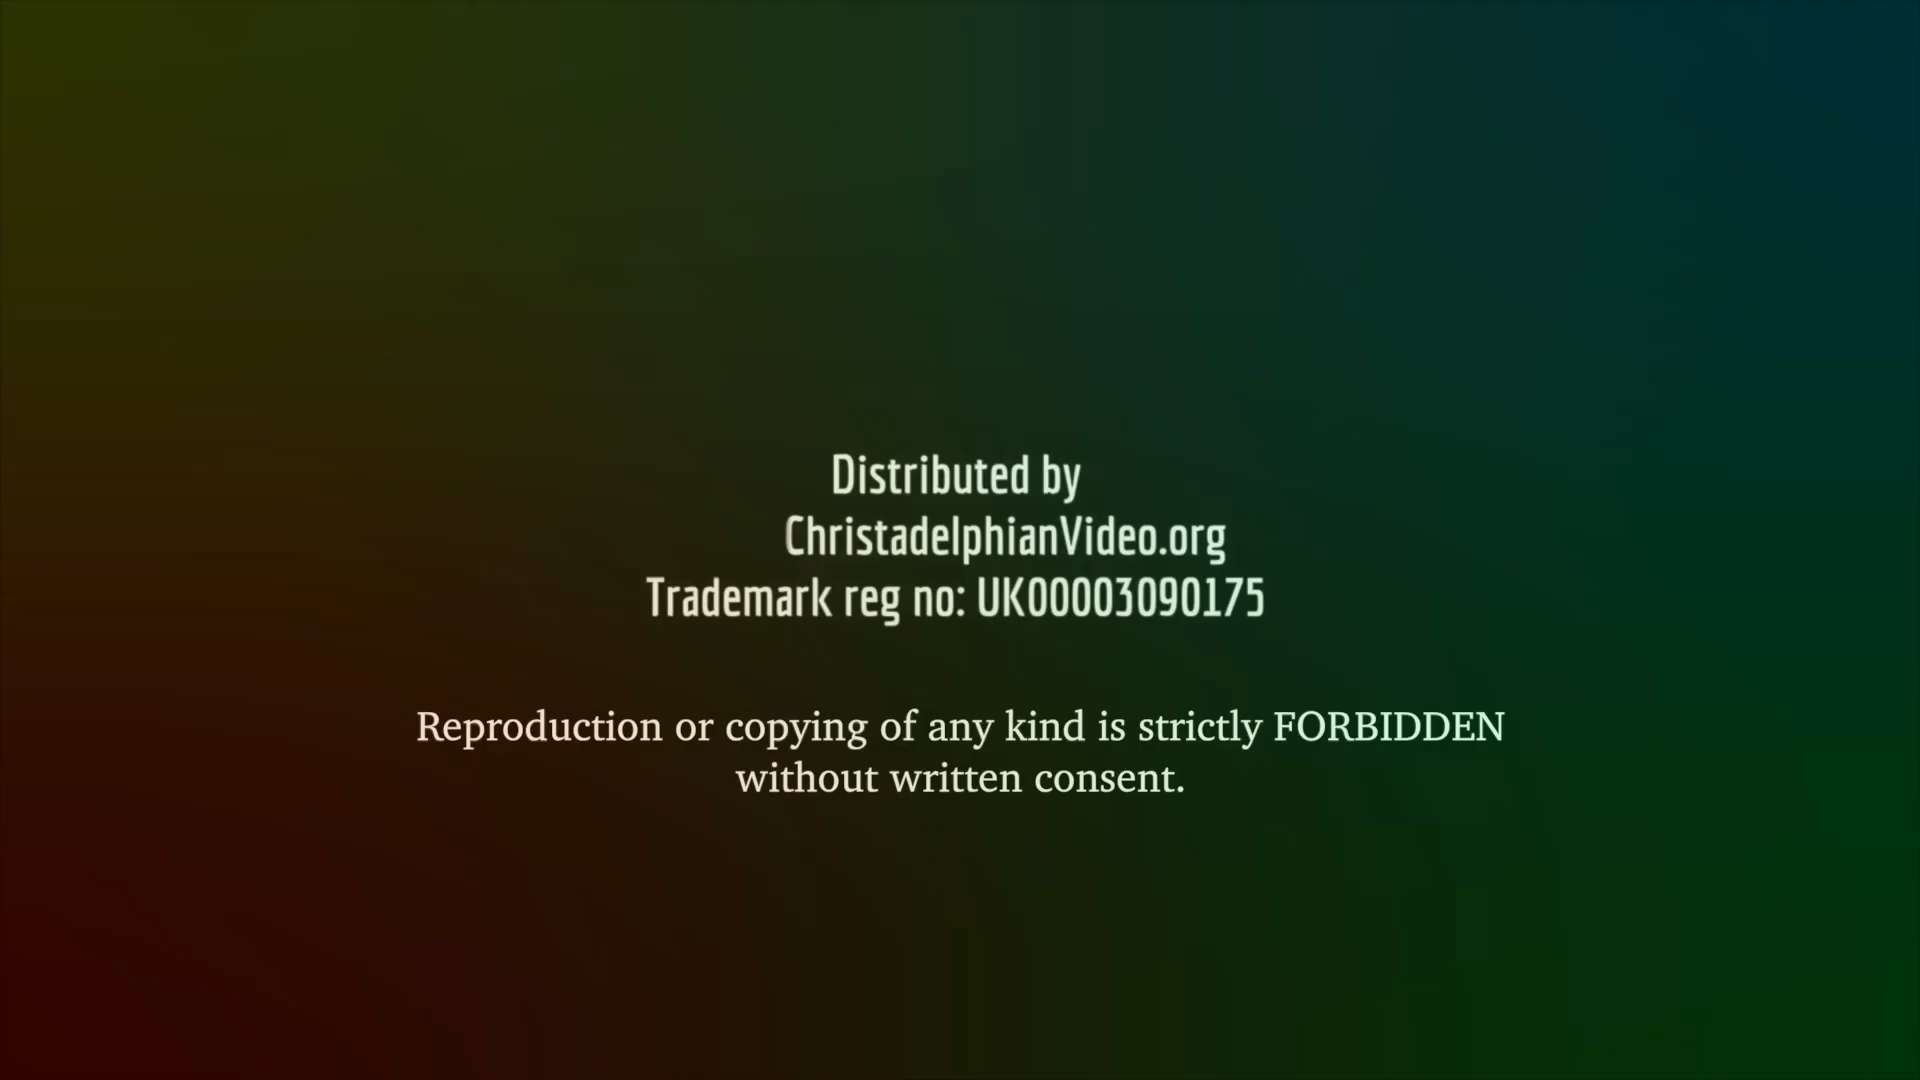 Distributed by
ChristadelphianVideo.org
Trademark reg no: UK00003090175
Reproduction or copying of any kind is strictly FORBIDDEN
without written consent.